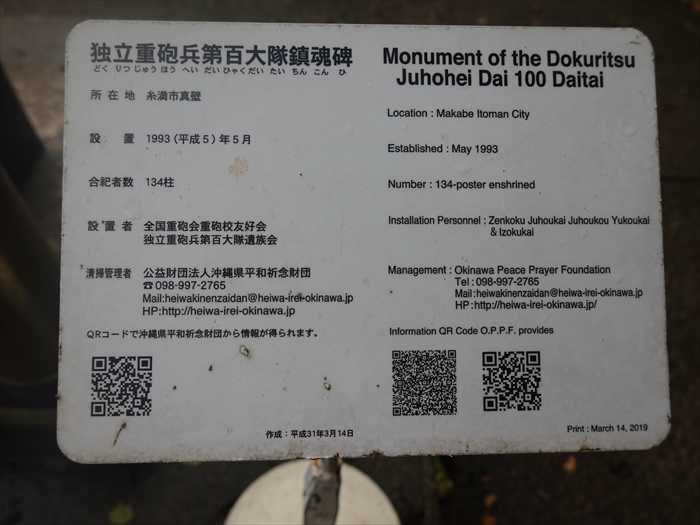 独立重砲兵第百大隊鎮魂碑
どくりつじゅうほうへいだいひゃくだいたいちんこんひ
所在地 糸満市真壁
設置 1993(平成5)年5月
合祀者数 134柱
設置者 全国重砲会重砲校友好会
独立重砲兵第百大隊遺族会
清掃管理者 公益財団法人沖縄県平和祈念財団
☎098-997-2765
Mail:heiwakinenzaidan@heiwa-irei-okinawa.jp
HP:http://heiwa-irei-okinawa.jp
QRコードで沖縄県平和祈念財団から情報が得られます。
作成:平成31年3月14日
Monument of the Dokuritsu
Juhohei Dai 100 Daitai
Location : Makabe Itoman City
Established : May 1993
Number : 134-poster enshrined
Installation Personnel : Zenkoku Juhoukai Juhoukou Yukoukai
& Izokukai
Management : Okinawa Peace Prayer Foundation
Tel : 098-997-2765
Mail:heiwakinenzaidan@heiwa-irei-okinawa.jp
HP:http://heiwa-irei-okinawa.jp/
Information QR Code O.P.P.F. provides
Print : March 14, 2019